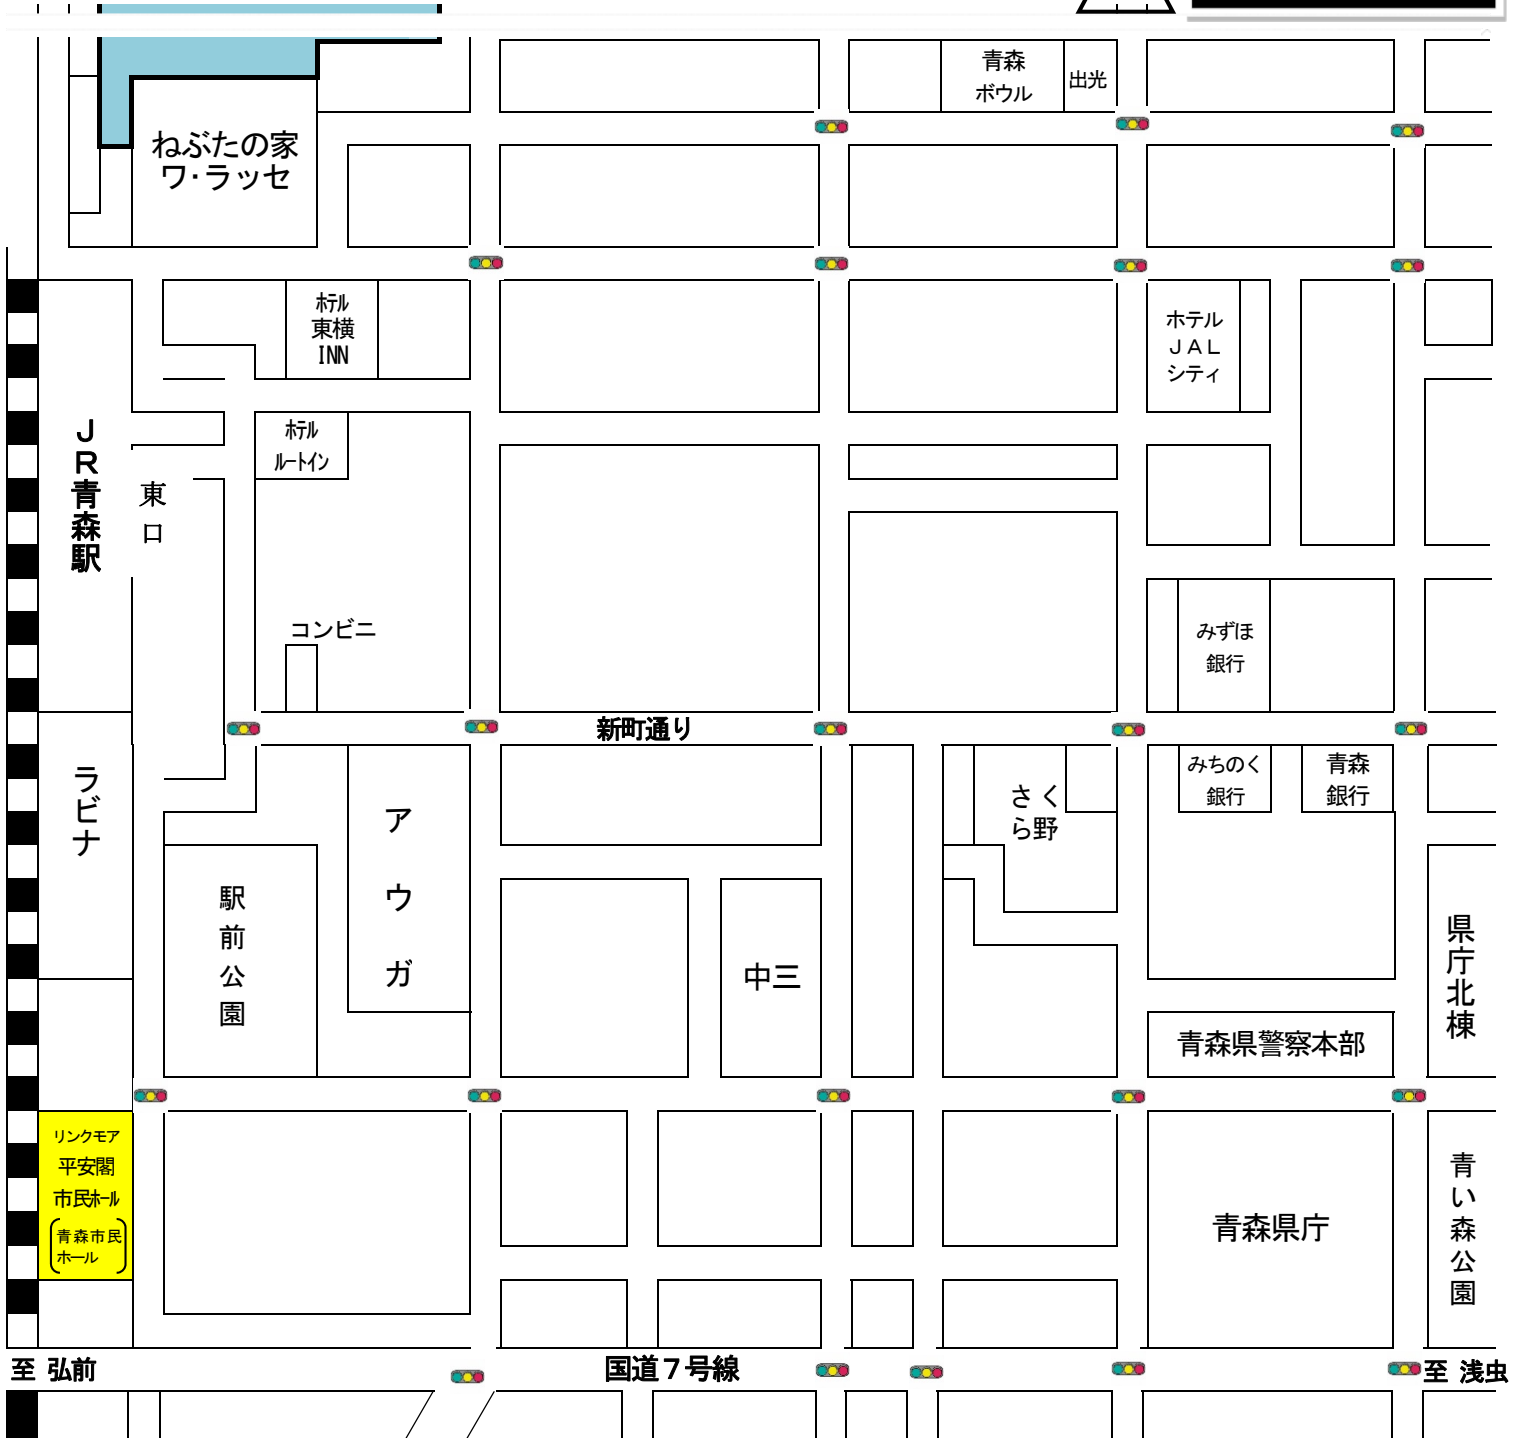 青森
ボウル
出光
ねぶたの家
ワ・ラッセ
ﾎﾃﾙ
東横
INN
ホテル
ＪＡＬ
シティ
ＪＲ青森駅
東口
ﾎﾃﾙ
ﾙｰﾄｲﾝ
コンビニ
みずほ
銀行
新町通り
ラビナ
アウガ
さく
ら野
みちのく
銀行
青森
銀行
駅前公園
中三
県庁北棟
青森県警察本部
リンクモア
平安閣
市民ﾎｰﾙ
青森市民
ホール
青森県庁
青い森公園
至 弘前
国道７号線
至 浅虫